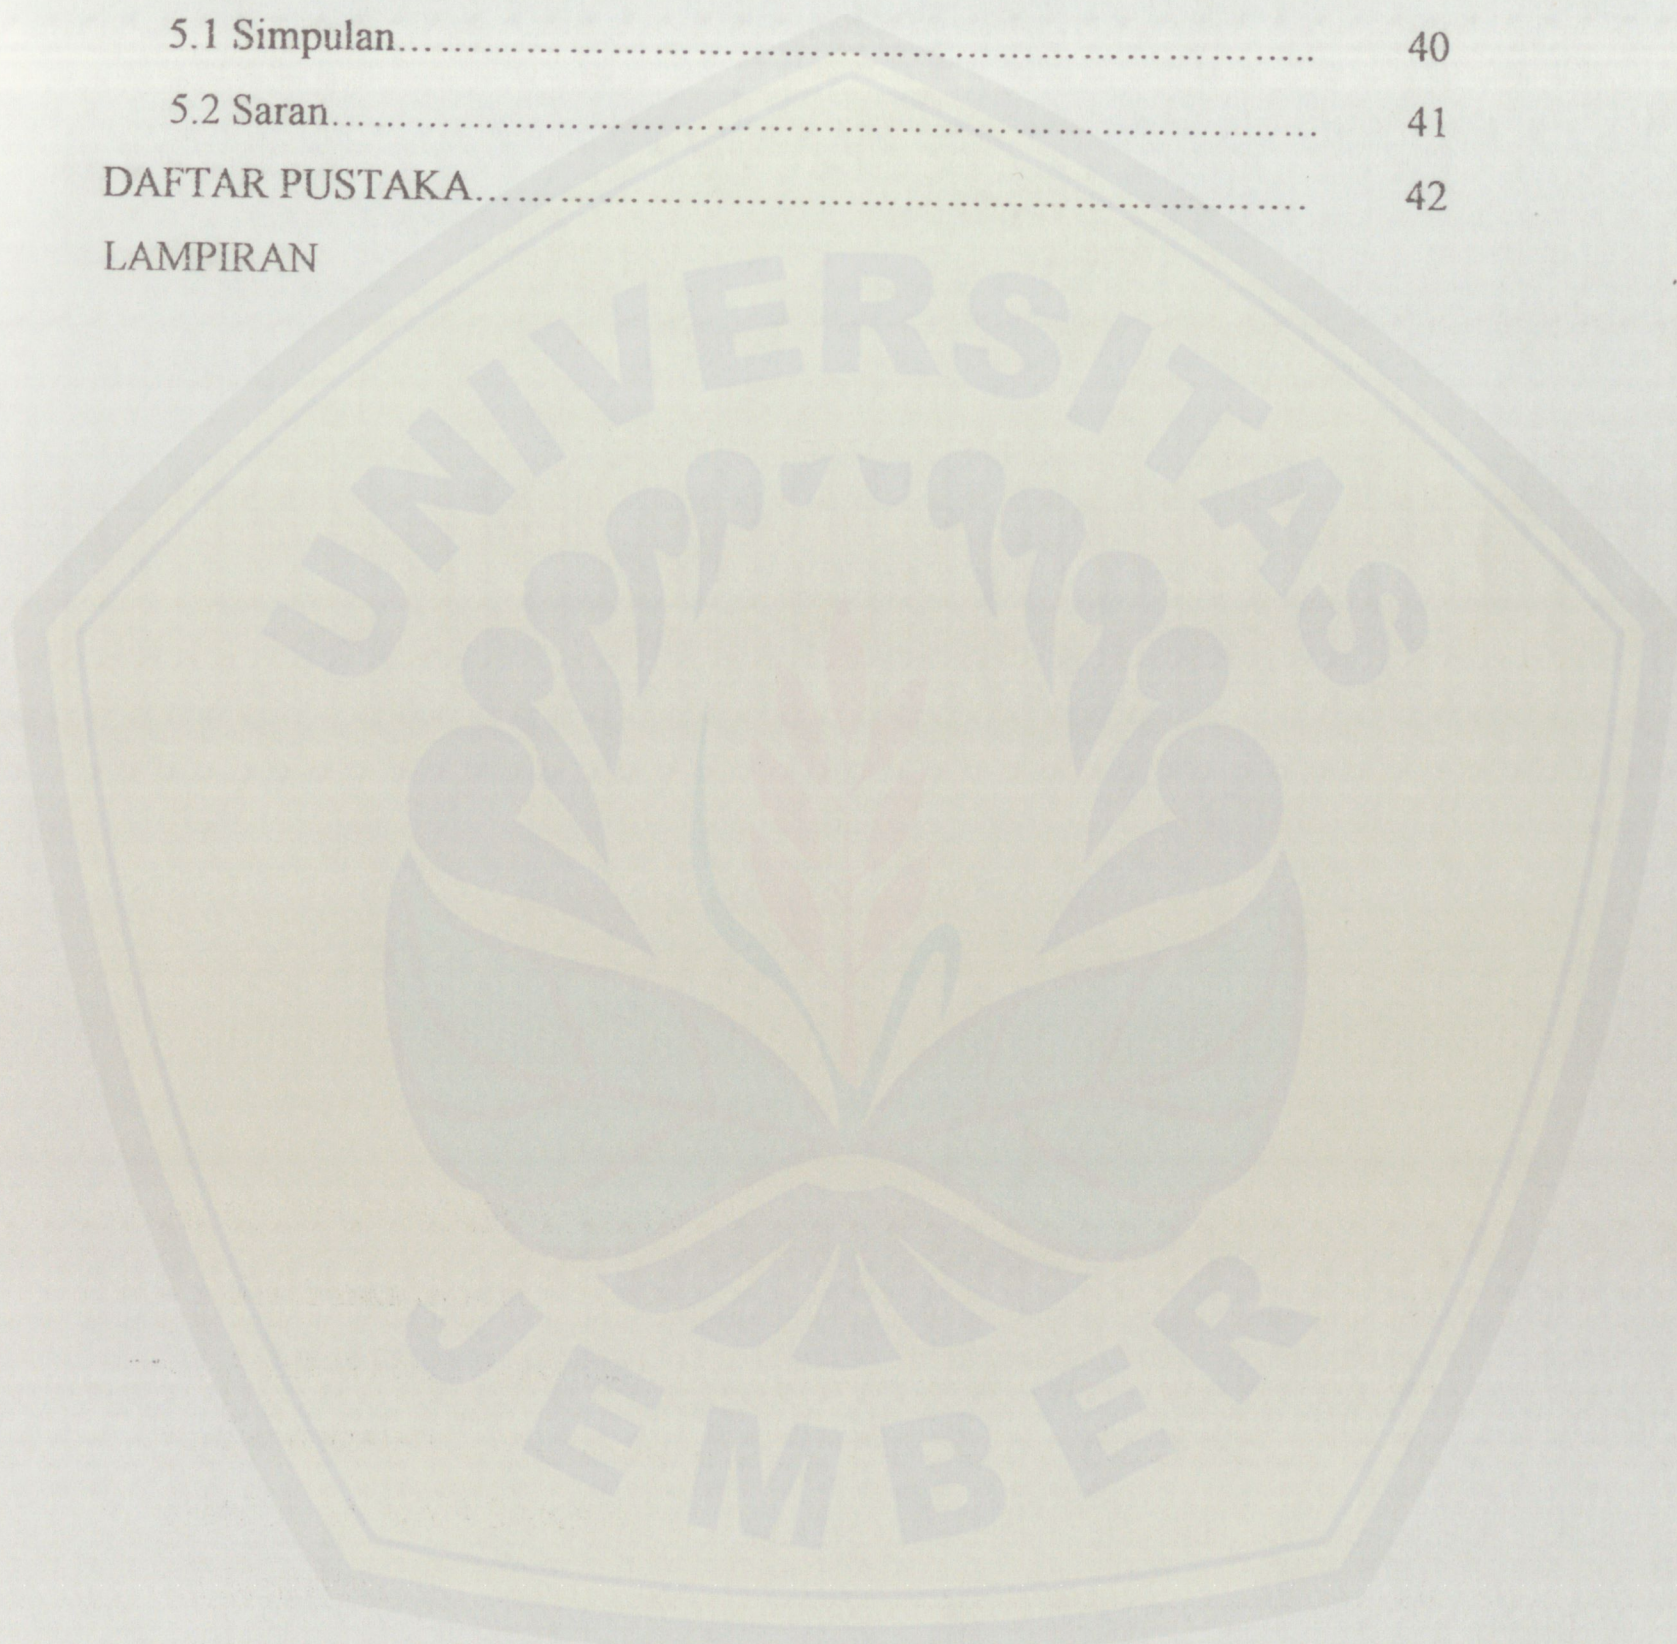 5.1 Simpulan........................................................................ 40
5.2 Saran............................................................................. 41
DAFTAR PUSTAKA................................................................. 42
LAMPIRAN
UNIVERSITAS
JEMBER